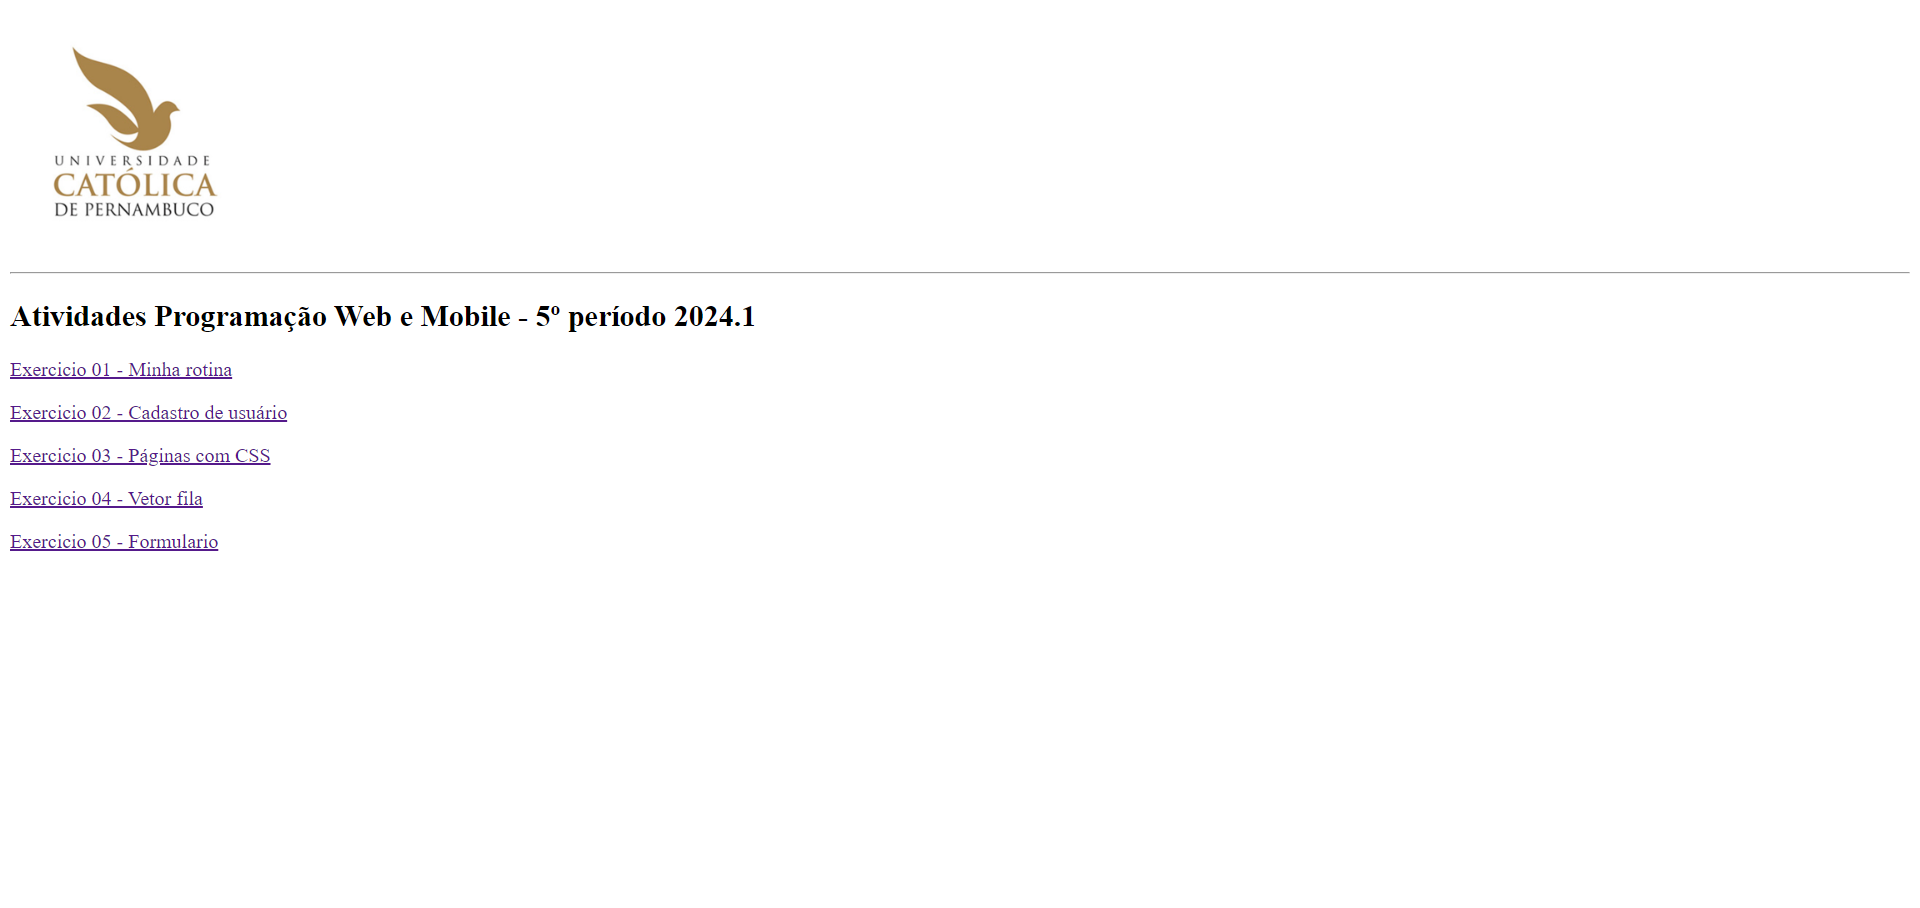 UNIVERSIDADE
CATÓLICA
DE PERNAMBUCO
Atividades Programação Web e Mobile - 5º período 2024.1
Exercicio 01 - Minha rotina
Exercicio 02 - Cadastro de usuário
Exercicio 03 - Páginas com CSS
Exercicio 04 - Vetor fila
Exercicio 05 - Formulario